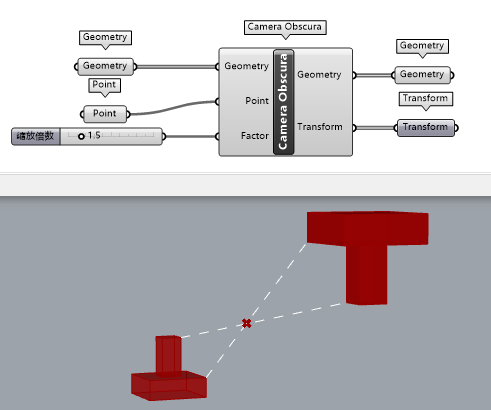 Camera Obscura
Geometry
Geometry
Geometry
Geometry
Geometry
Geometry
Point
Point
Point
Camera Obscura
Transform
缩放倍数
1.5
Factor
Transform
Transform